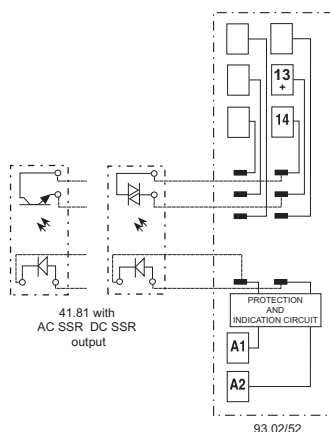 13
+
14
PROTECTION
AND
INDICATION CIRCUIT
41.81 with
AC SSR DC SSR
output
A1
A2
93.02/52